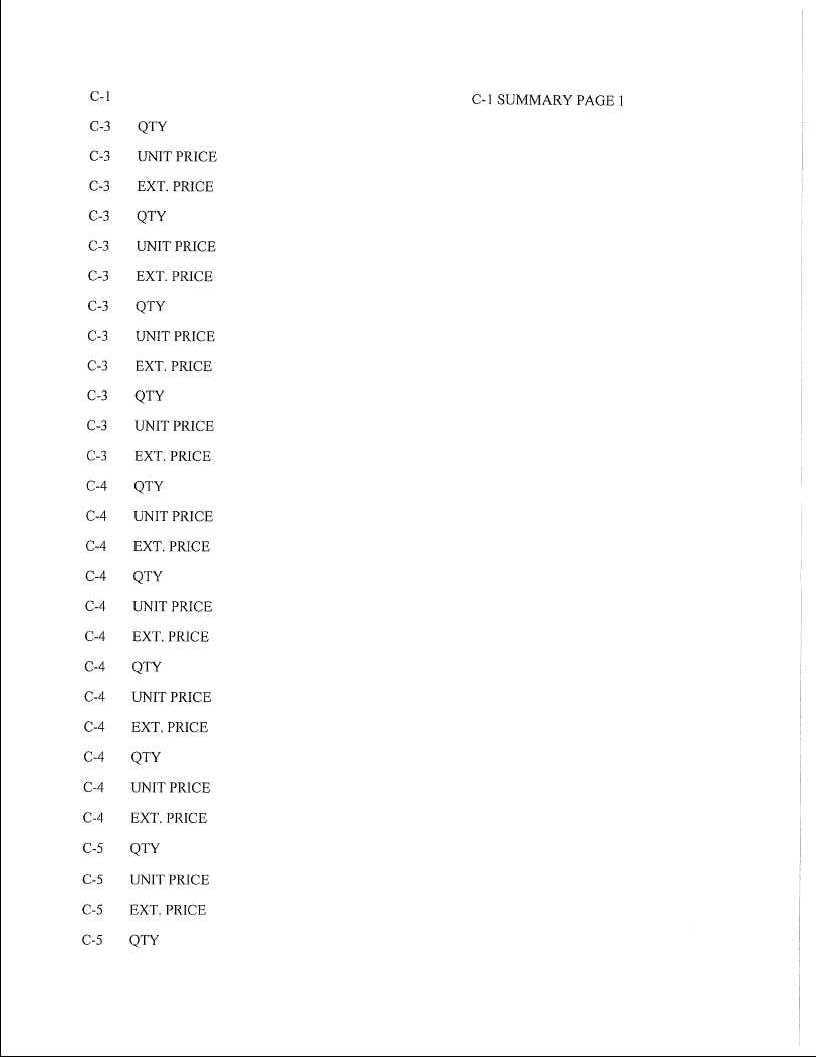 C-1 C-1 SUMMARY PAGE 1
C-3 QTY
C-3 UNIT PRICE
C-3 EXT. PRICE
C-3 QTY
C-3 UNIT PRICE
C-3 EXT. PRICE
C-3 QTY
C-3 UNIT PRICE
C-3 EXT. PRICE
C-3 QTY
C-3 UNIT PRICE
C-3 EXT. PRICE
C-4 QTY
C-4 UNIT PRICE
C-4 EXT. PRICE
C-4 QTY
C-4 UNIT PRICE
C-4 EXT. PRICE
C-4 QTY
C-4 UNIT PRICE
C-4 EXT. PRICE
C-4 QTY
C-4 UNIT PRICE
C-4 EXT. PRICE
C-5 QTY
C-5 UNIT PRICE
C-5 EXT. PRICE
C-5 QTY